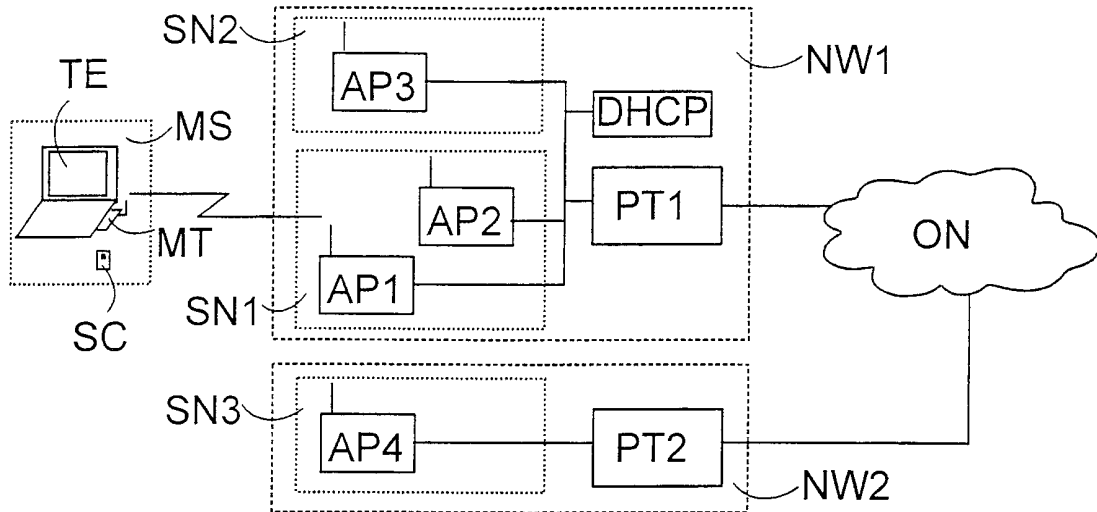 SN2
NW1
TE
AP3
DHCP
MS
AP2
PT1
ON
MT
AP1
SN1
SC
SN3
AP4
PT2
NW2